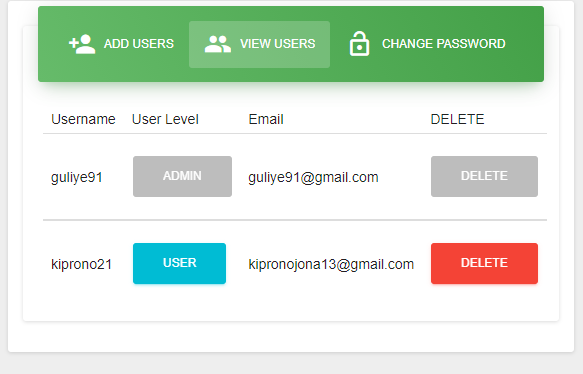 ADD USERS VIEW USERS CHANGE PASSWORD
Username User Level Email DELETE
guliye91 ADMIN guliye91@gmail.com DELETE
kiprono21 USER kipronojona13@gmail.com DELETE